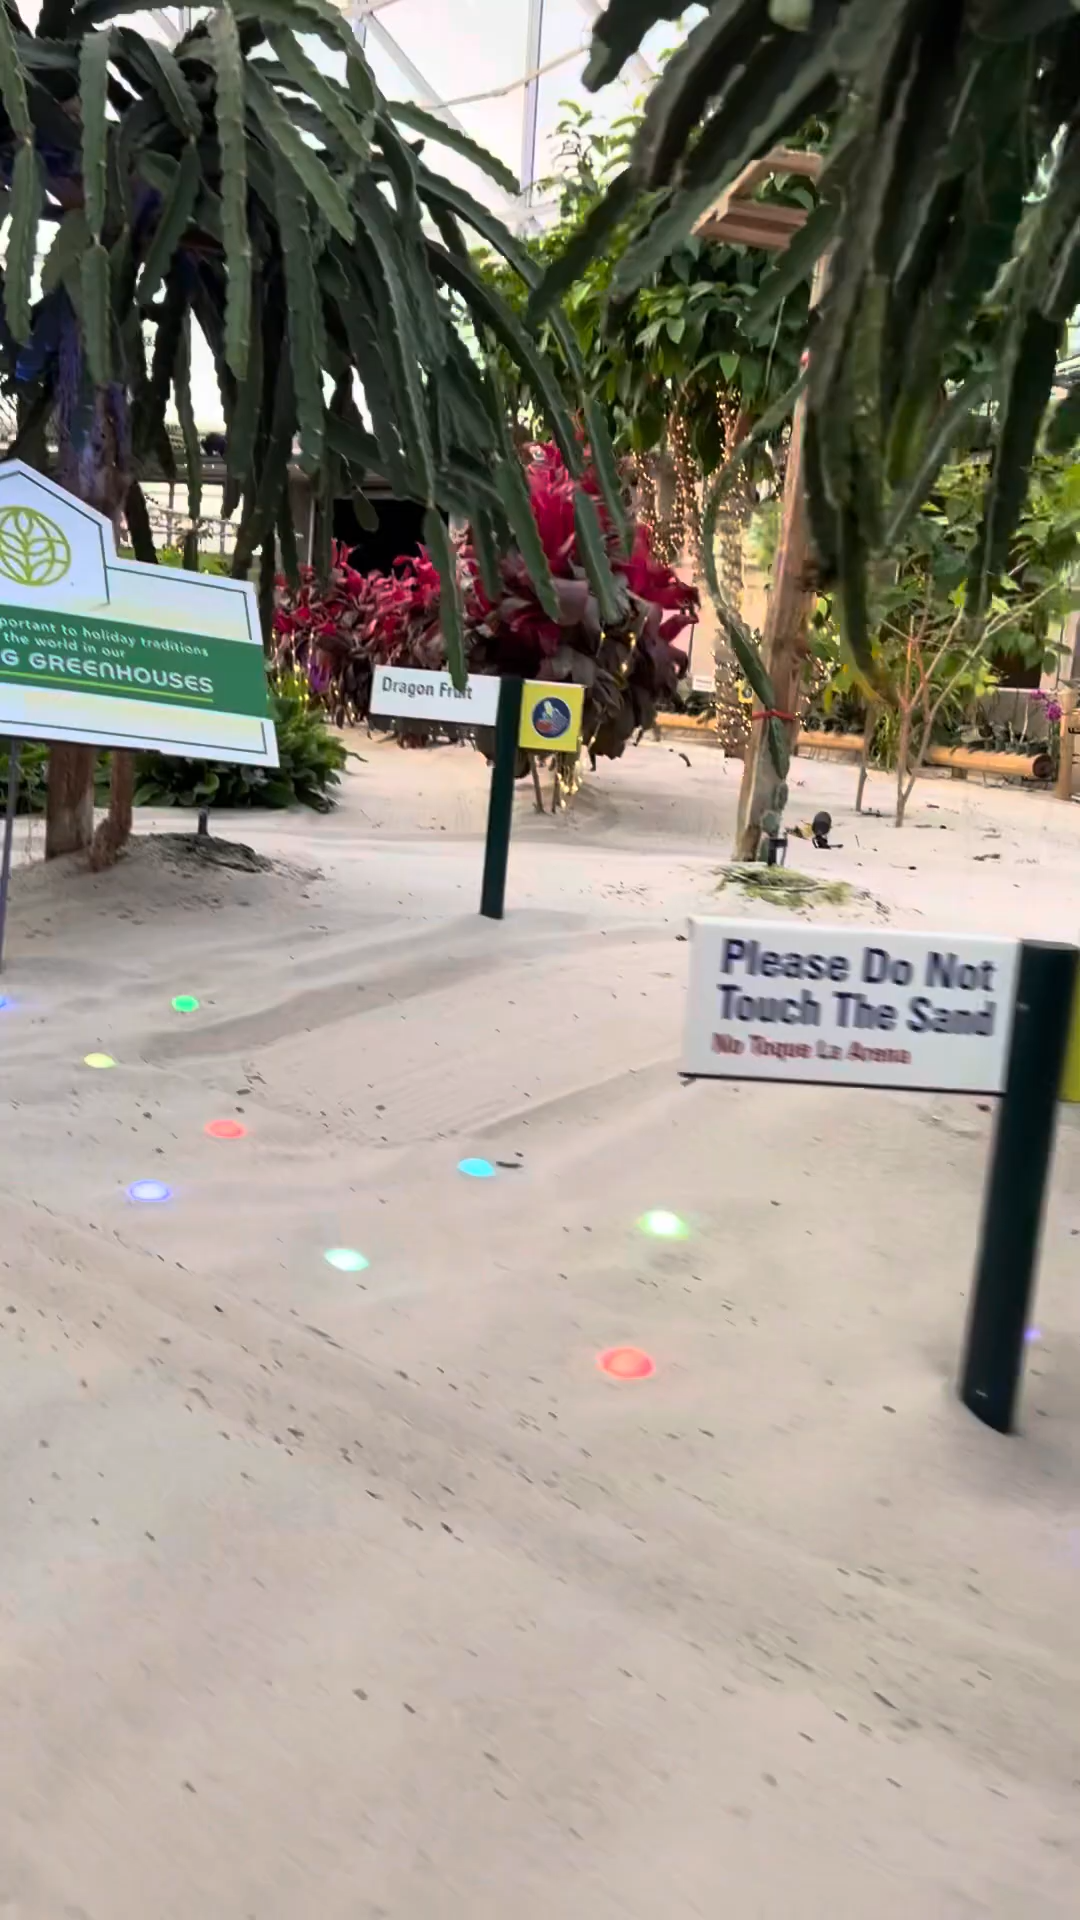 portant to holiday traditions
the world in our
G GREENHOUSES
Dragon Fruit
Please Do Not
Touch The Sand
No Toque La Arena